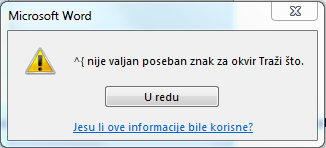 Microsoft Word
^{ nije valjan poseban znak za okvir Traži što.
U redu
Jesu li ove informacije bile korisne?